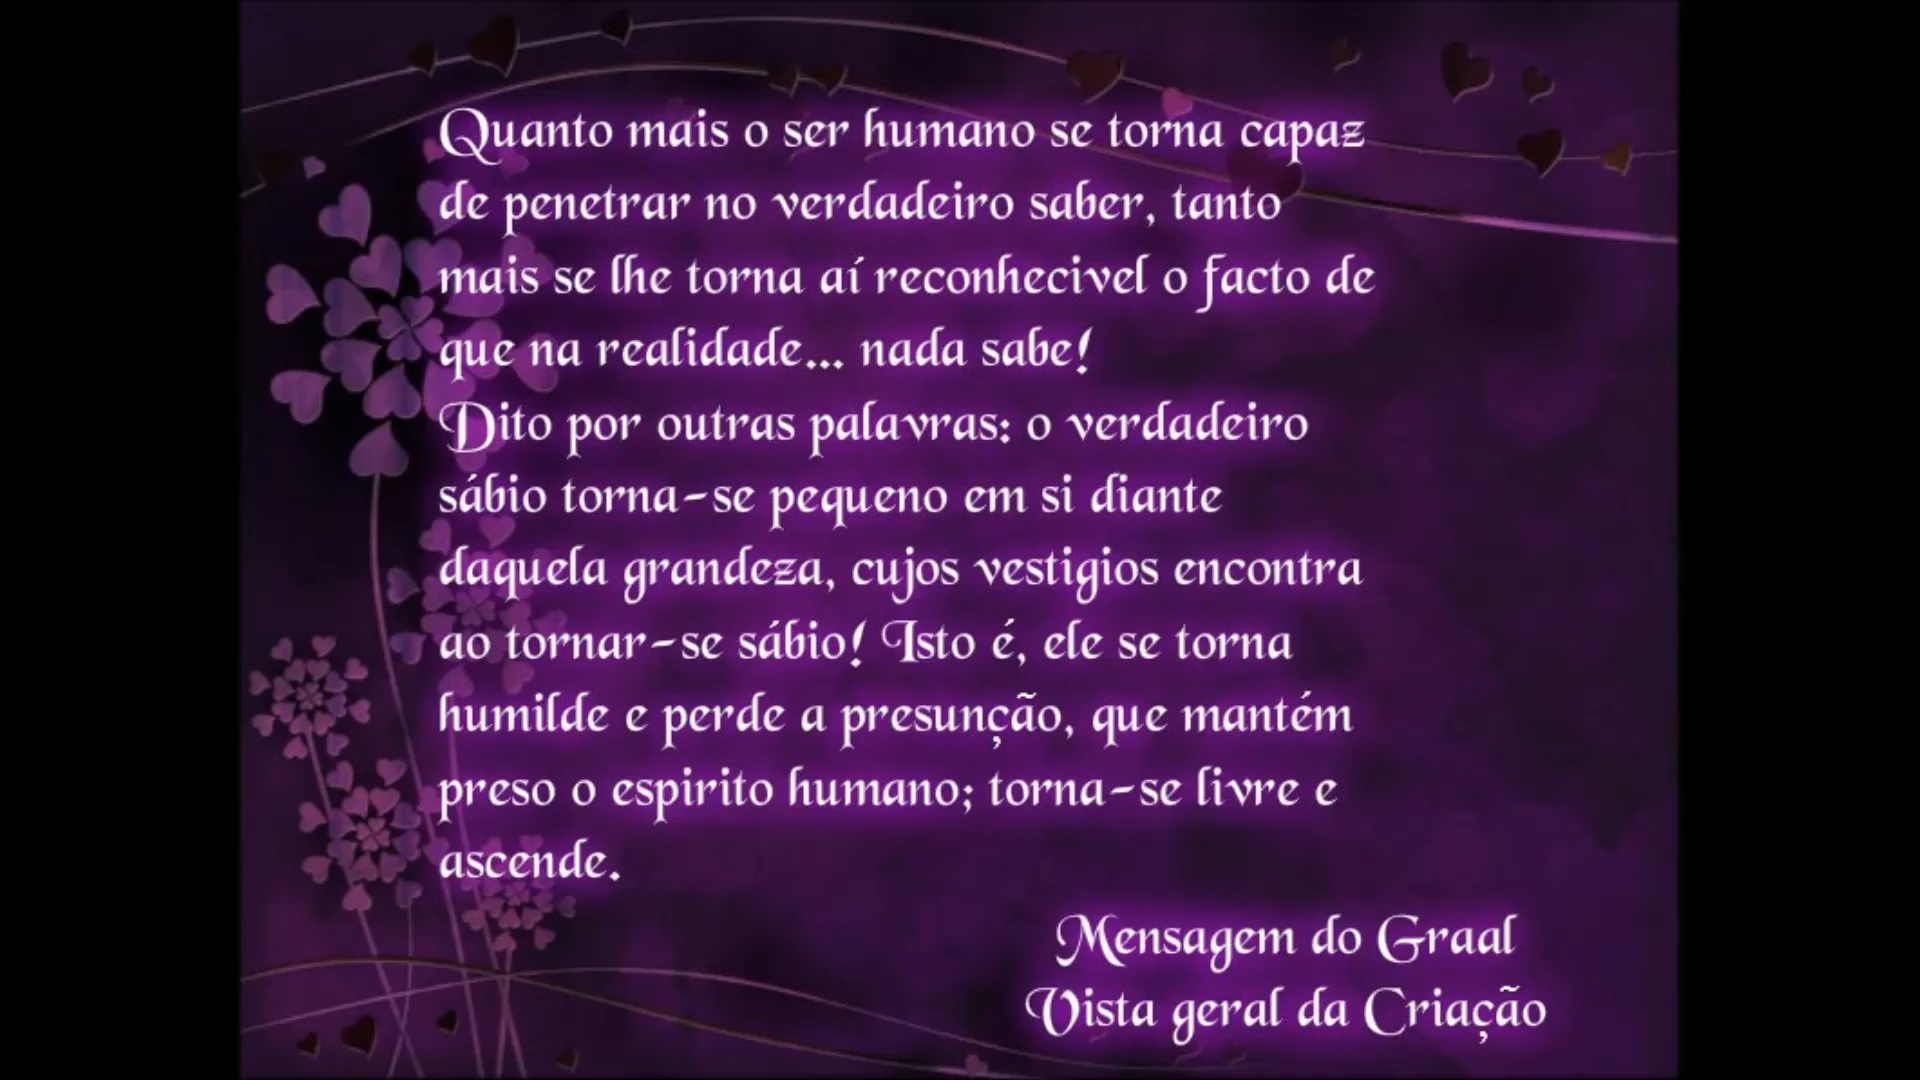 Quanto mais o ser humano se torna capaz
de penetrar no verdadeiro saber, tanto
mais se lhe torna aí reconhecivel o facto de
que na realidade... nada sabe!
Dito por outras palavras: o verdadeiro
sábio torna-se pequeno em si diante
daquela grandeza, cujos vestigios encontra
ao tornar-se sábio! Isto é, ele se torna
humilde e perde a presunção, que mantém
preso o espirito humano; torna-se livre e
ascende.
Mensagem do Graal
Vista geral da Criação